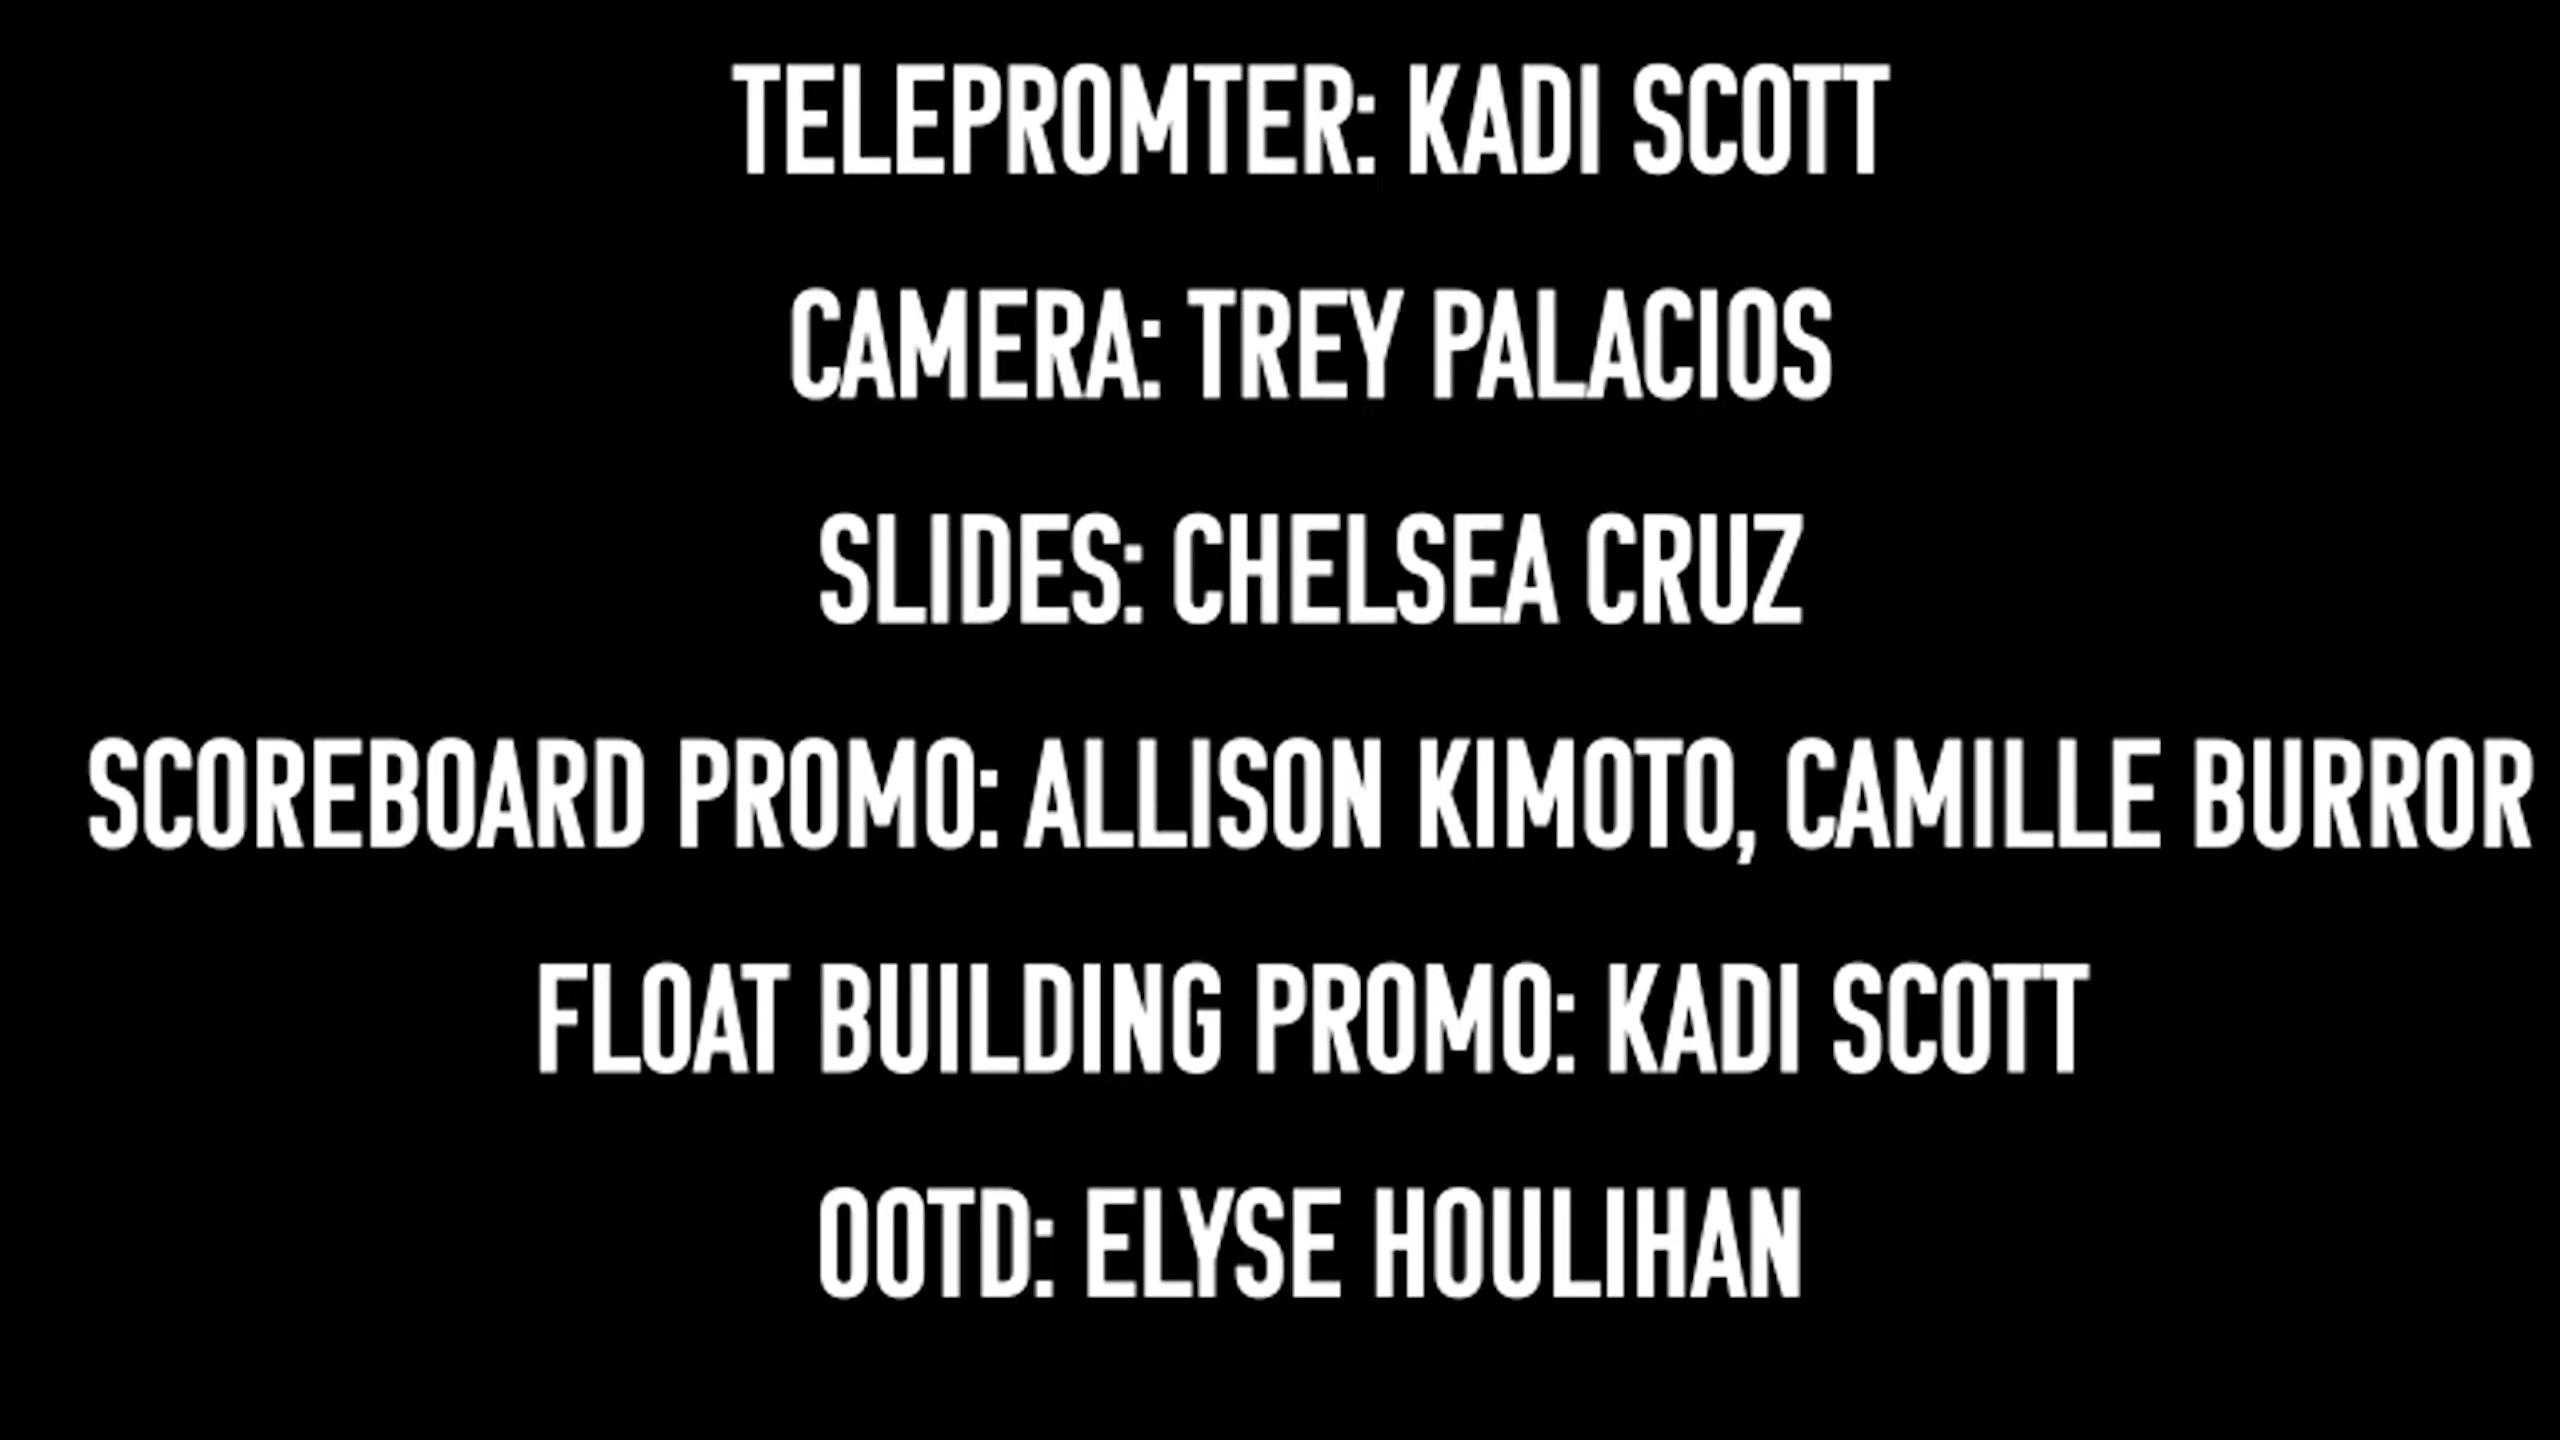 TELEPROMTER: KADI SCOTT
CAMERA: TREY PALACIOS
SLIDES: CHELSEA CRUZ
SCOREBOARD PROMO: ALLISON KIMOTO, CAMILLE BURROR
FLOAT BUILDING PROMO: KADI SCOTT
OOTD: ELYSE HOULIHAN